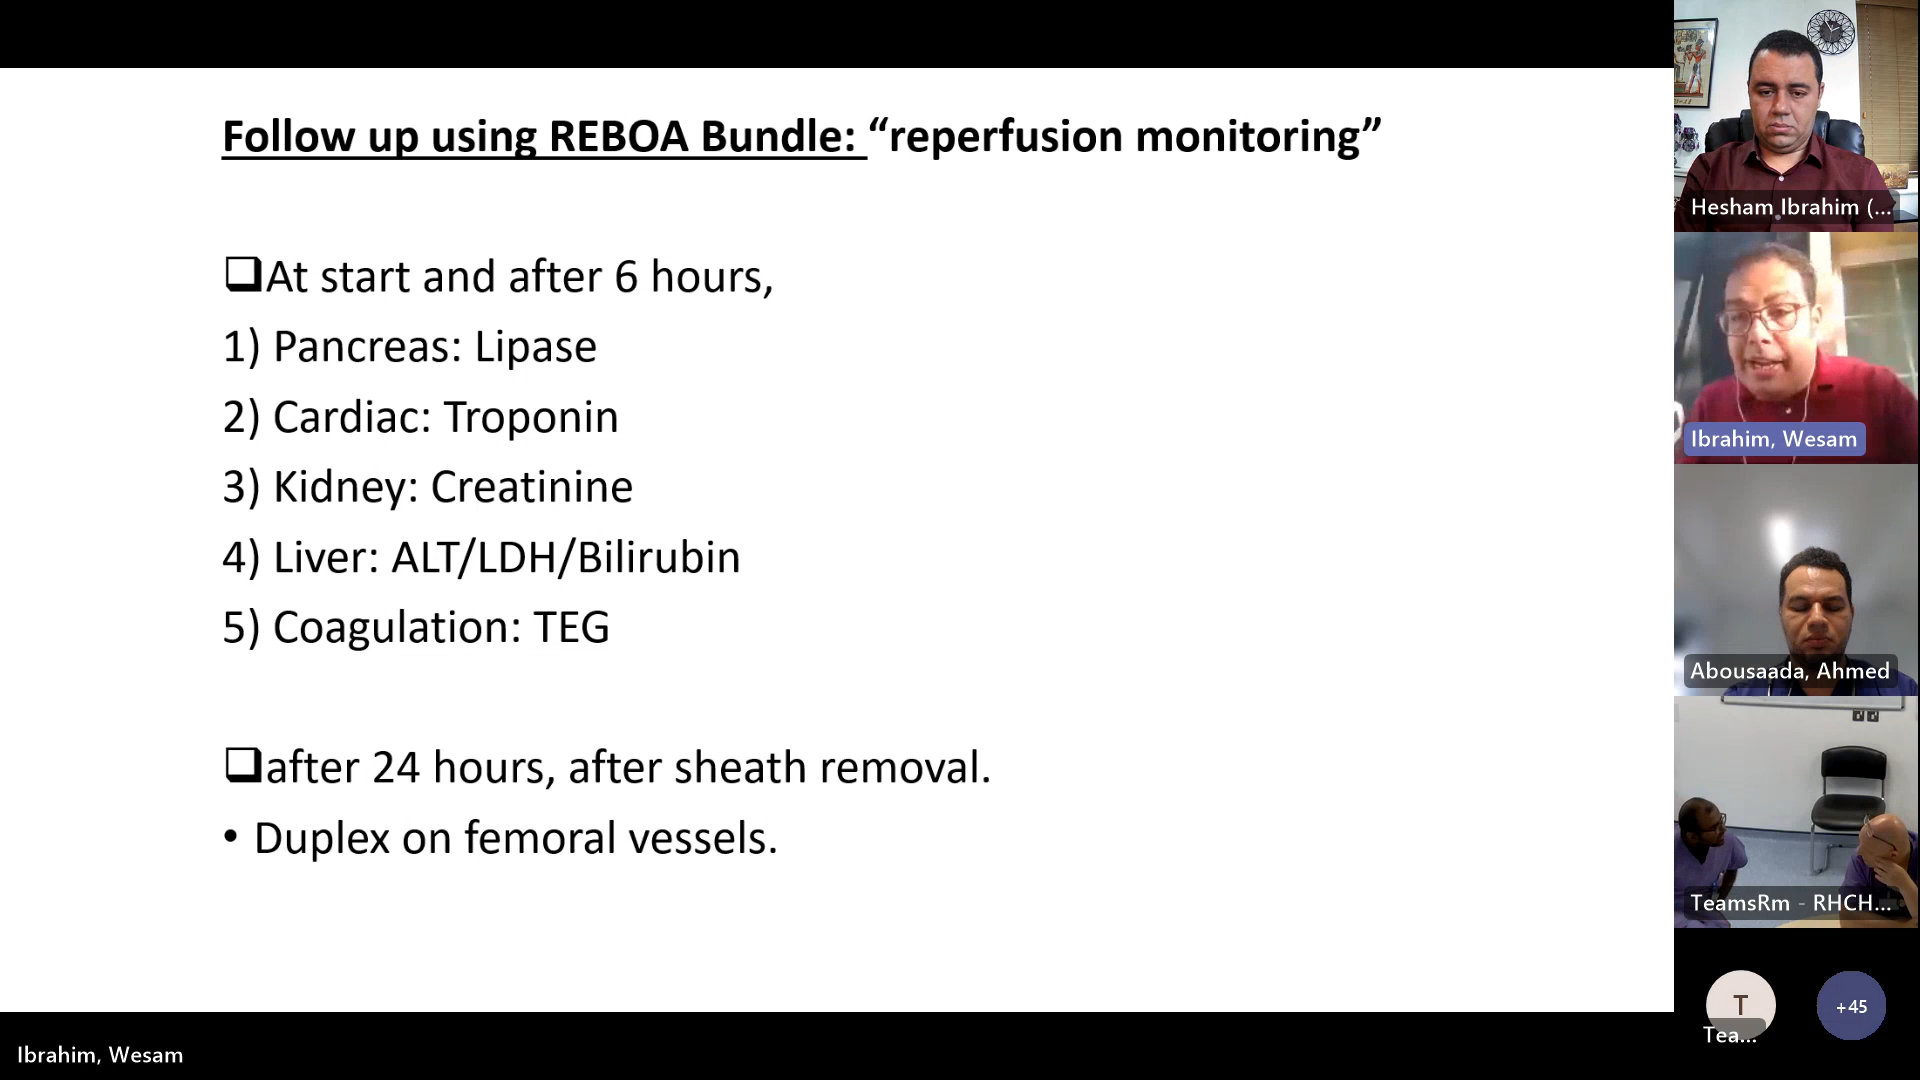 Follow up using REBOA Bundle: “reperfusion monitoring”
At start and after 6 hours,
1) Pancreas: Lipase
2) Cardiac: Troponin
3) Kidney: Creatinine
4) Liver: ALT/LDH/Bilirubin
5) Coagulation: TEG
after 24 hours, after sheath removal.
• Duplex on femoral vessels.
Hesham Ibrahim (...
Ibrahim, Wesam
Abousaada, Ahmed
TeamsRm - RHCH...
T
Tea...
+45
Ibrahim, Wesam